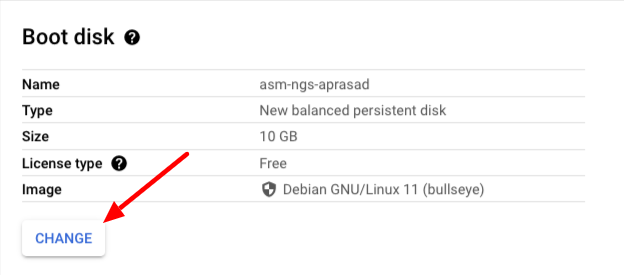 Boot disk ?
Name asm-ngs-aprasad
Type New balanced persistent disk
Size 10 GB
License type ? Free
Image Debian GNU/Linux 11 (bullseye)
CHANGE